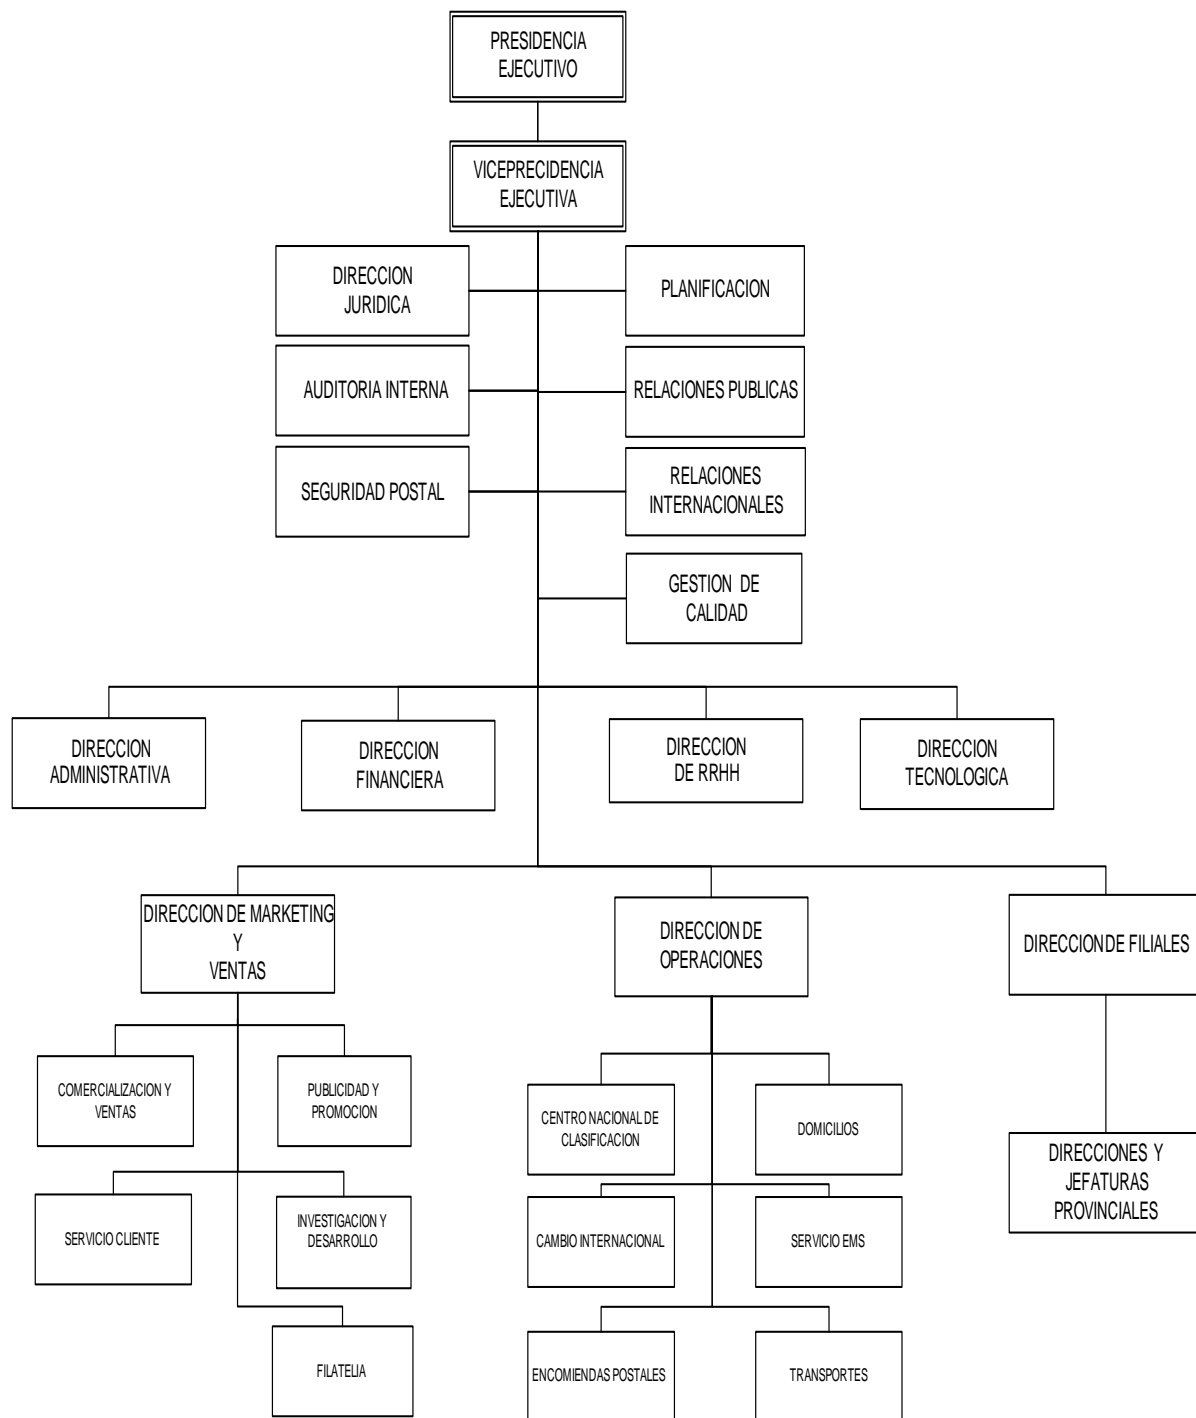 PRESIDENCIA
EJECUTIVO
VICEPRECIDENCIA
EJECUTIVA
DIRECCION
JURIDICA
PLANIFICACION
AUDITORIA INTERNA
RELACIONES PUBLICAS
SEGURIDAD POSTAL
RELACIONES
INTERNACIONALES
GESTION DE
CALIDAD
DIRECCION
ADMINISTRATIVA
DIRECCION
FINANCIERA
DIRECCION
DE RRHH
DIRECCION
TECNOLOGICA
DIRECCION DE MARKETING
Y
VENTAS
DIRECCION DE
OPERACIONES
DIRECCION DE FILIALES
COMERCIALIZACION Y
VENTAS
PUBLICIDAD Y
PROMOCION
CENTRO NACIONAL DE
CLASIFICACION
DOMICILIOS
DIRECCIONES Y
JEFATURAS
PROVINCIALES
SERVICIO CLIENTE
INVESTIGACION Y
DESARROLLO
CAMBIO INTERNACIONAL
SERVICIO EMS
FILATELIA
ENCOMIENDAS POSTALES
TRANSPORTES